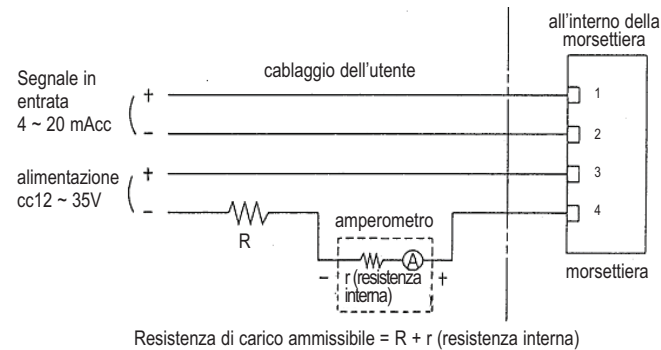 all'interno della
morsettiera
cablaggio dell'utente
Segnale in
entrata
4 ~ 20 mAcc
+
−
1
2
alimentazione
cc12 ~ 35V
+
−
3
4
R
amperometro
A
− r (resistenza +
interna)
morsettiera
Resistenza di carico ammissibile = R + r (resistenza interna)